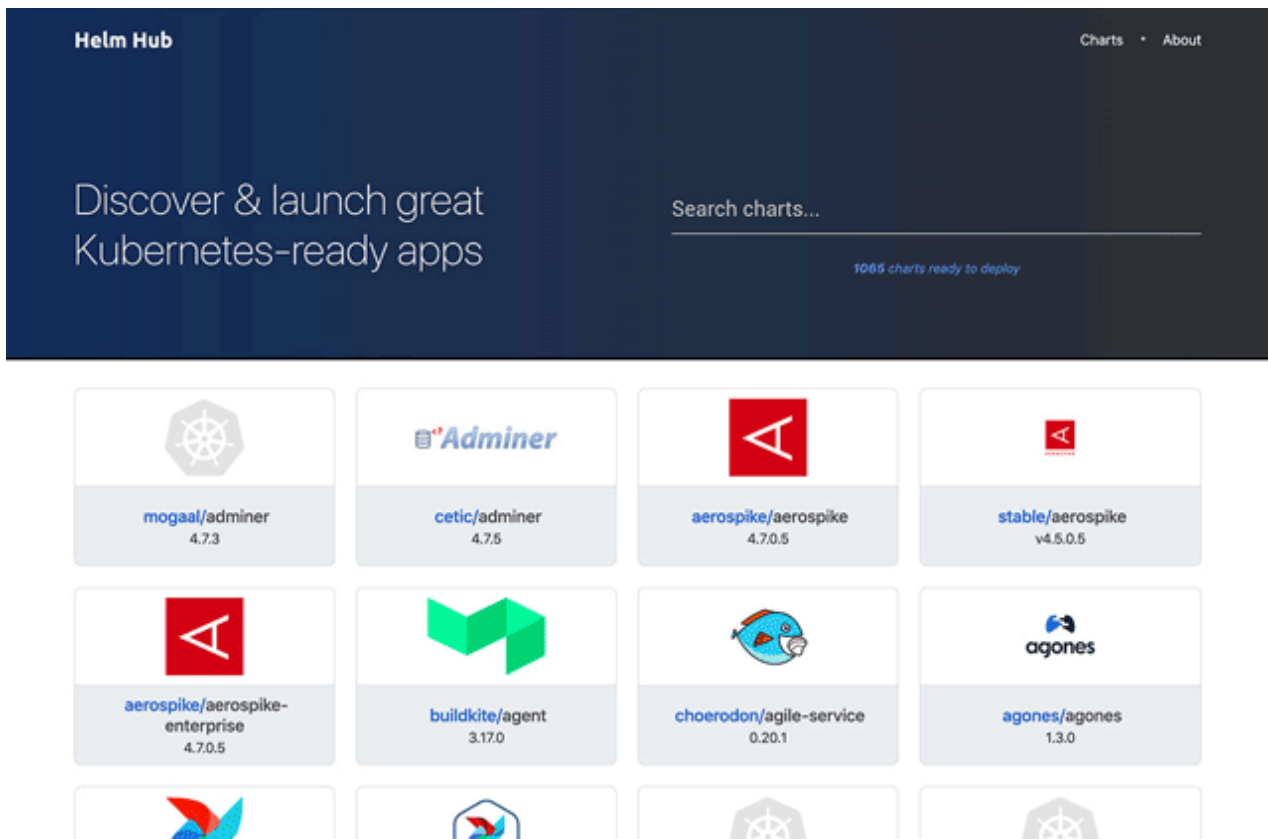 Helm Hub
Charts • About
Discover & launch great
Kubernetes-ready apps
Search charts...
1065 charts ready to deploy
Adminer
mogaal/adminer
4.7.3
cetic/adminer
4.7.5
aerospike/aerospike
4.7.0.5
stable/aerospike
v4.5.0.5
agones
aerospike/aerospike-
enterprise
4.7.0.5
buildkite/agent
3.17.0
choerodon/agile-service
0.20.1
agones/agones
1.3.0